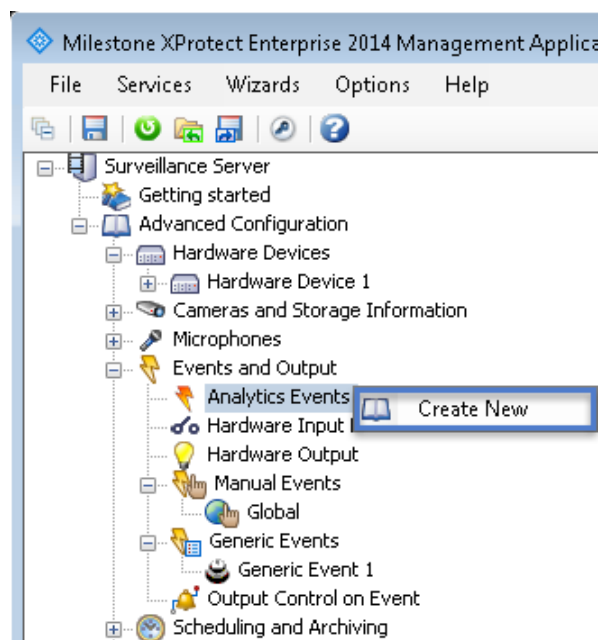 Milestone XProtect Enterprise 2014 Management Applica
File Services Wizards Options Help
Surveillance Server
Getting started
Advanced Configuration
Hardware Devices
Hardware Device 1
Cameras and Storage Information
Microphones
Events and Output
Analytics Events
Create New
Hardware Input
Hardware Output
Manual Events
Global
Generic Events
Generic Event 1
Output Control on Event
Scheduling and Archiving